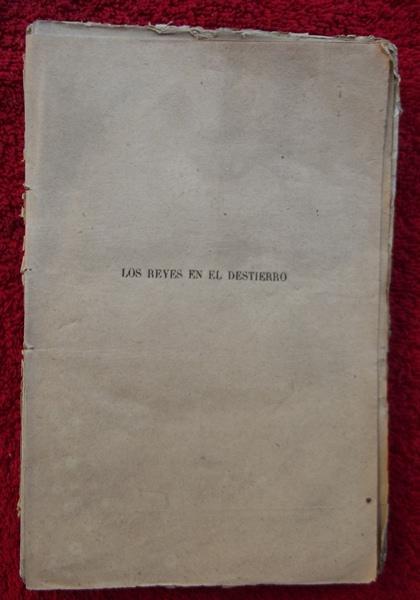 LOS REYES EN EL DESTIERRO